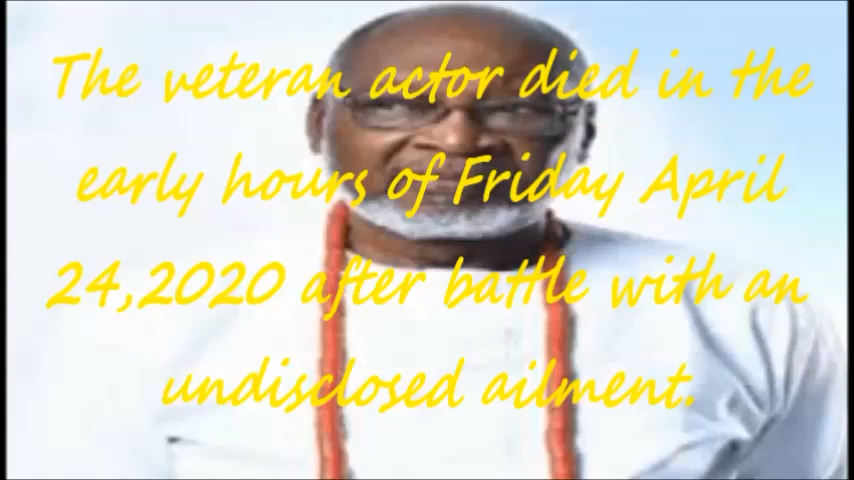 The veteran actor died in the
early hours of Friday April
24,2020 after battle with an
undisclosed ailment.